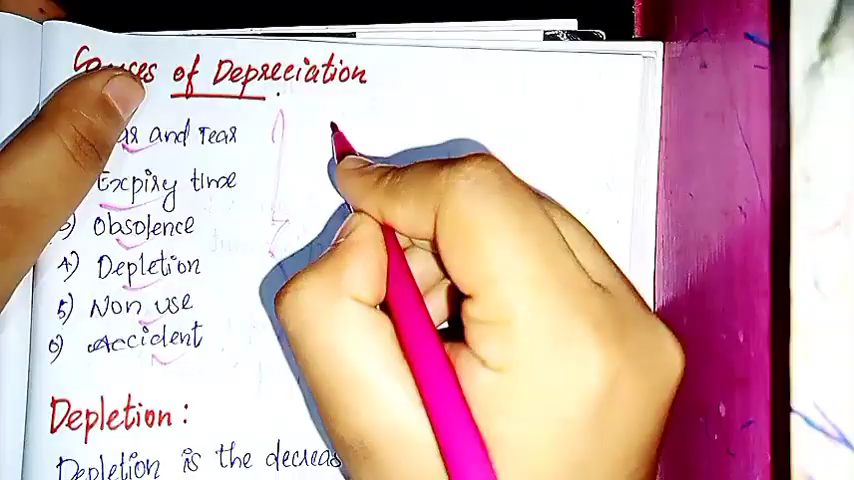 of Depreciation
and Tear
Expiry time
3) Obsolence
4) Depletion
5) Non use
6) Accident
Depletion:
Depletion is the decreas